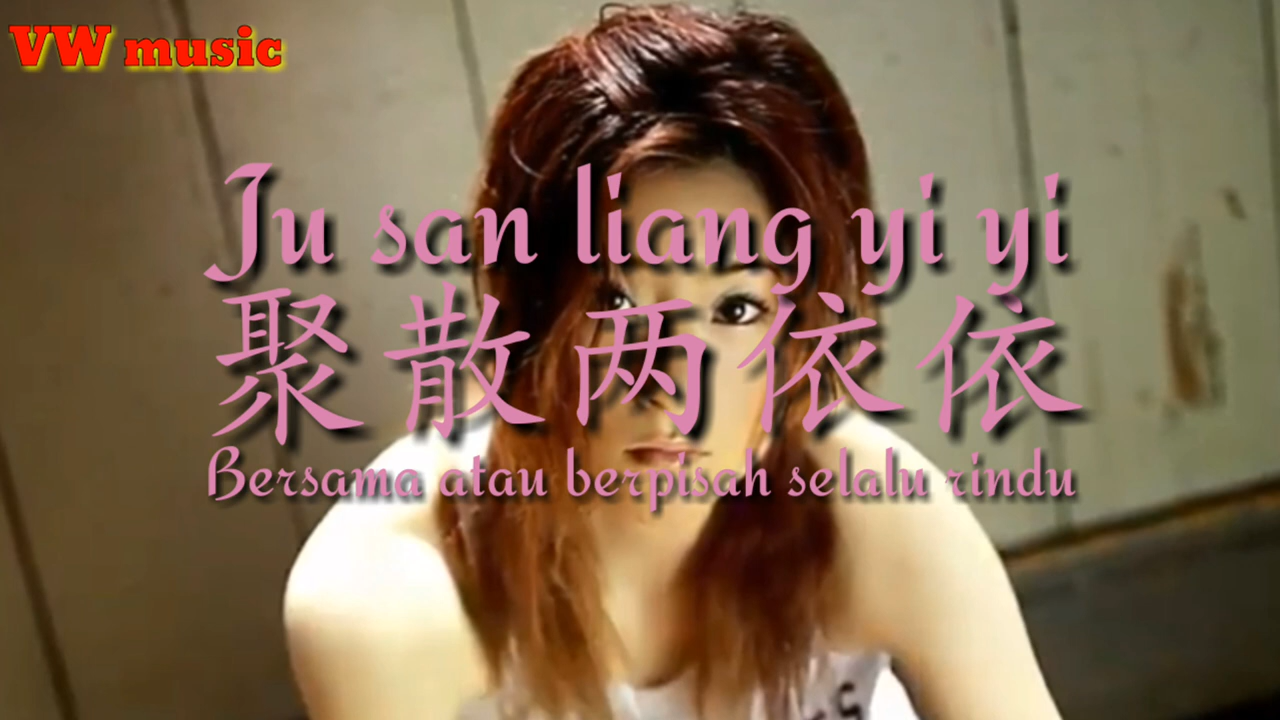 VW music
Ju san liang yi yi
聚散两依依
Bersama atau berpisah selalu rindu